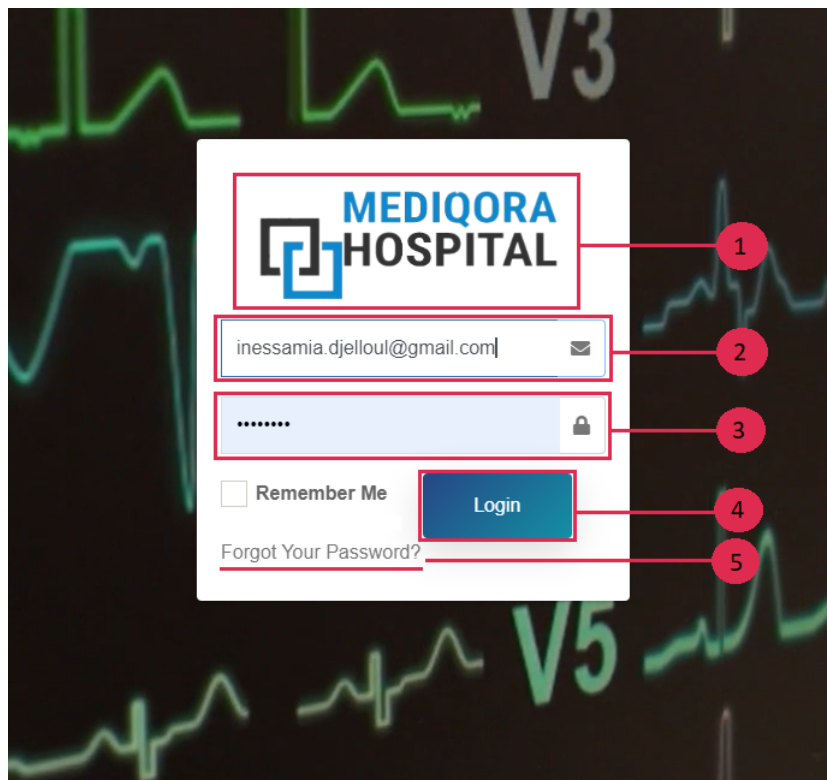 V3
MEDIQORA
HOSPITAL
1
inessamia.djelloul@gmail.com
2
••••••••
3
Remember Me
Login
4
Forgot Your Password?
5
V5